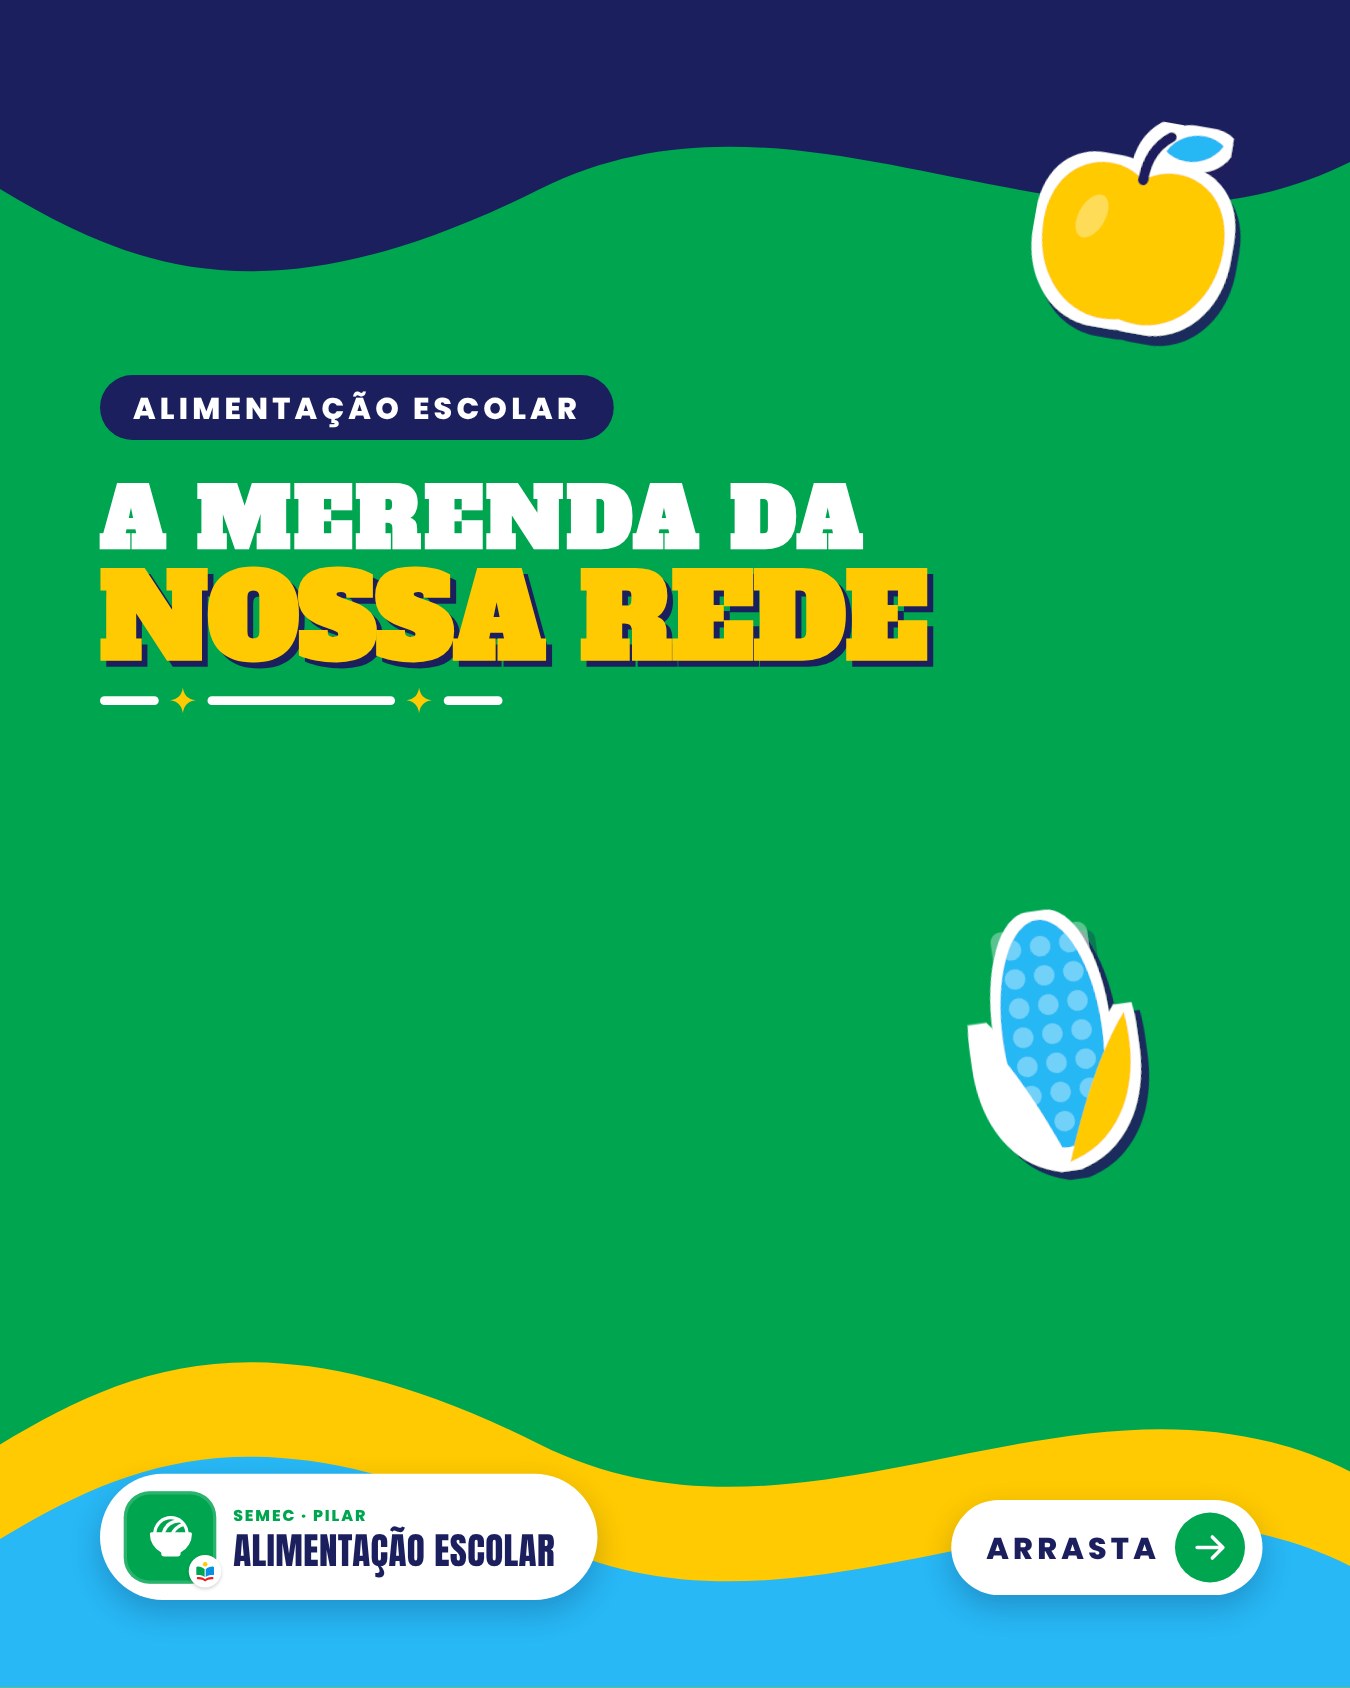 ALIMENTAÇÃO ESCOLAR
A MERENDA DA
NOSSA REDE
SEMEC · PILAR
ALIMENTAÇÃO ESCOLAR
ARRASTA